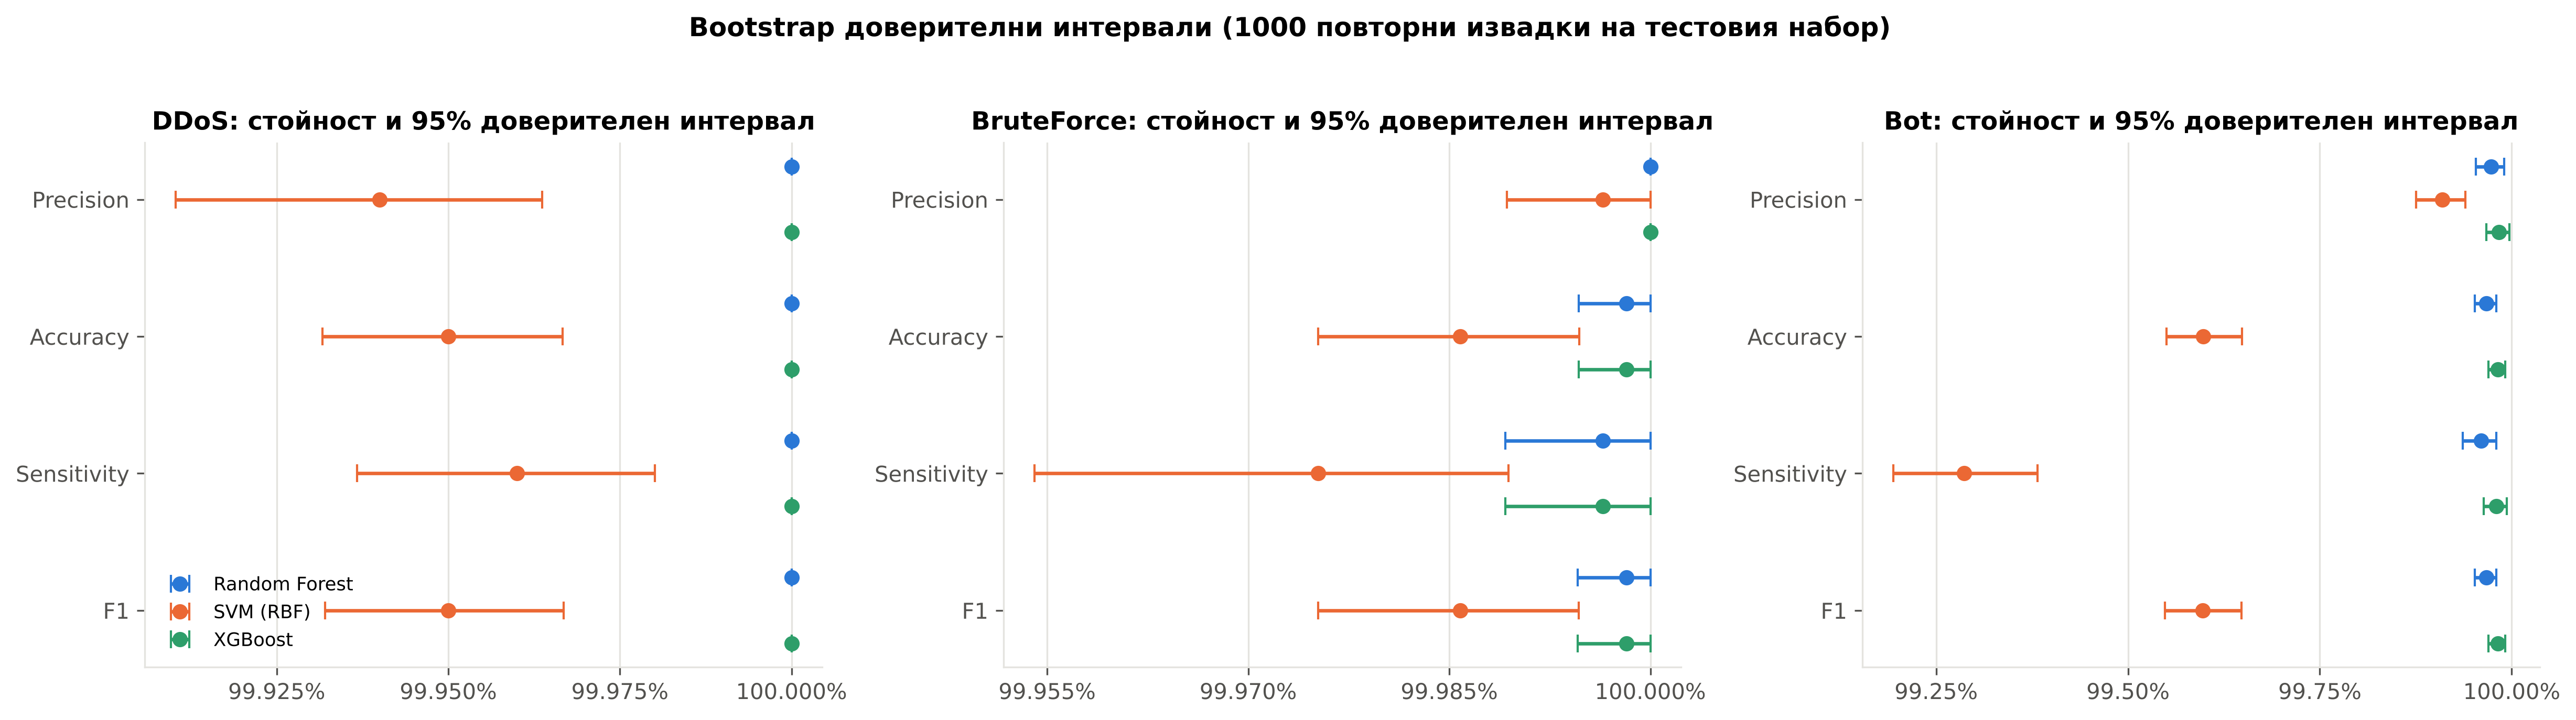 Bootstrap доверителни интервали (1000 повторни извадки на тестовия набор)
DDoS: стойност и 95% доверителен интервал
Precision
Accuracy
Sensitivity
F1
Random Forest
SVM (RBF)
XGBoost
99.925%
99.950%
99.975%
100.000%
BruteForce: стойност и 95% доверителен интервал
Precision
Accuracy
Sensitivity
F1
99.955%
99.970%
99.985%
100.000%
Bot: стойност и 95% доверителен интервал
Precision
Accuracy
Sensitivity
F1
99.25%
99.50%
99.75%
100.00%